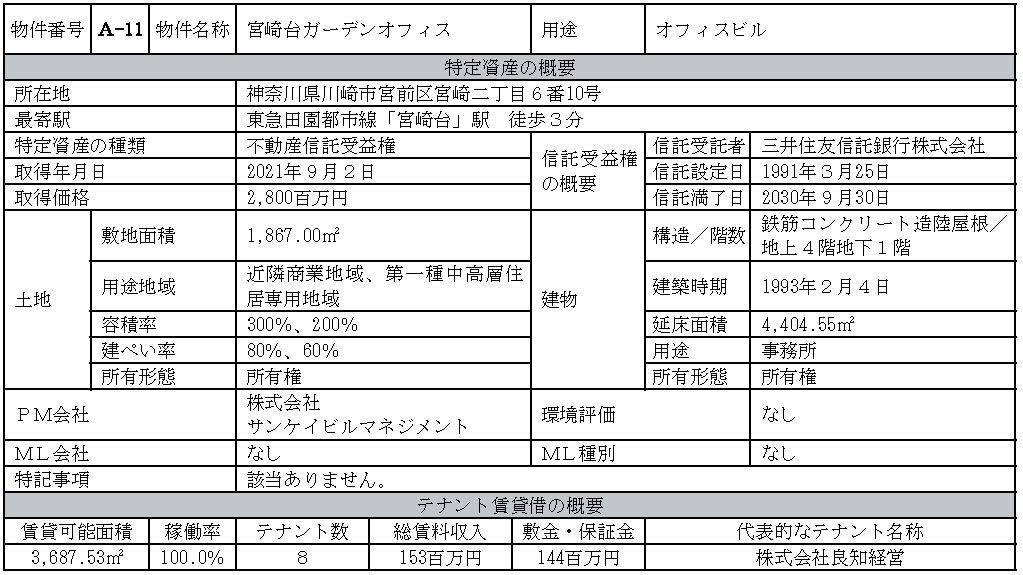 物件番号 A-11 物件名称 宮崎台ガーデンオフィス 用途 オフィスビル
特定資産の概要
所在地 神奈川県川崎市宮前区宮崎二丁目６番10号
最寄駅 東急田園都市線「宮崎台」駅　徒歩３分
特定資産の種類 不動産信託受益権 信託受益権の概要 信託受託者 三井住友信託銀行株式会社
取得年月日 2021年９月２日 信託設定日 1991年３月25日
取得価格 2,800百万円 信託満了日 2030年９月30日
土地 敷地面積 1,867.00㎡ 建物 構造／階数 鉄筋コンクリート造陸屋根／
地上４階地下１階
用途地域 近隣商業地域、第一種中高層住
居専用地域 建築時期 1993年２月４日
容積率 300%、200% 延床面積 4,404.55㎡
建ぺい率 80%、60% 用途 事務所
所有形態 所有権 所有形態 所有権
ＰＭ会社 株式会社
サンケイビルマネジメント 環境評価 なし
ＭＬ会社 なし ＭＬ種別 なし
特記事項 該当ありません。
テナント賃貸借の概要
賃貸可能面積 稼働率 テナント数 総賃料収入 敷金・保証金 代表的なテナント名称
3,687.53㎡ 100.0% ８ 153百万円 144百万円 株式会社良知経営